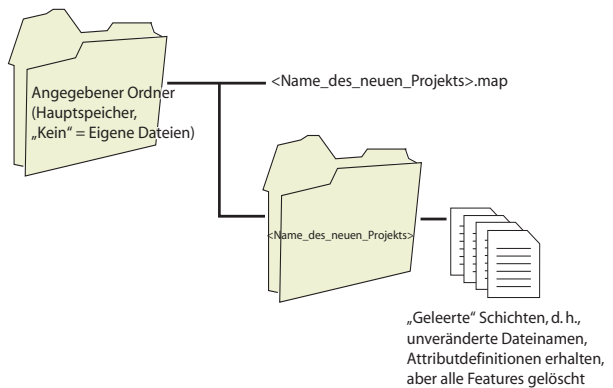 Angegebener Ordner
(Hauptspeicher,
„Kein“ = Eigene Dateien)
<Name_des_neuen_Projekts>.map
<Name_des_neuen_Projekts>
„Geleerte“ Schichten, d. h.,
unveränderte Dateinamen,
Attributdefinitionen erhalten,
aber alle Features gelöscht